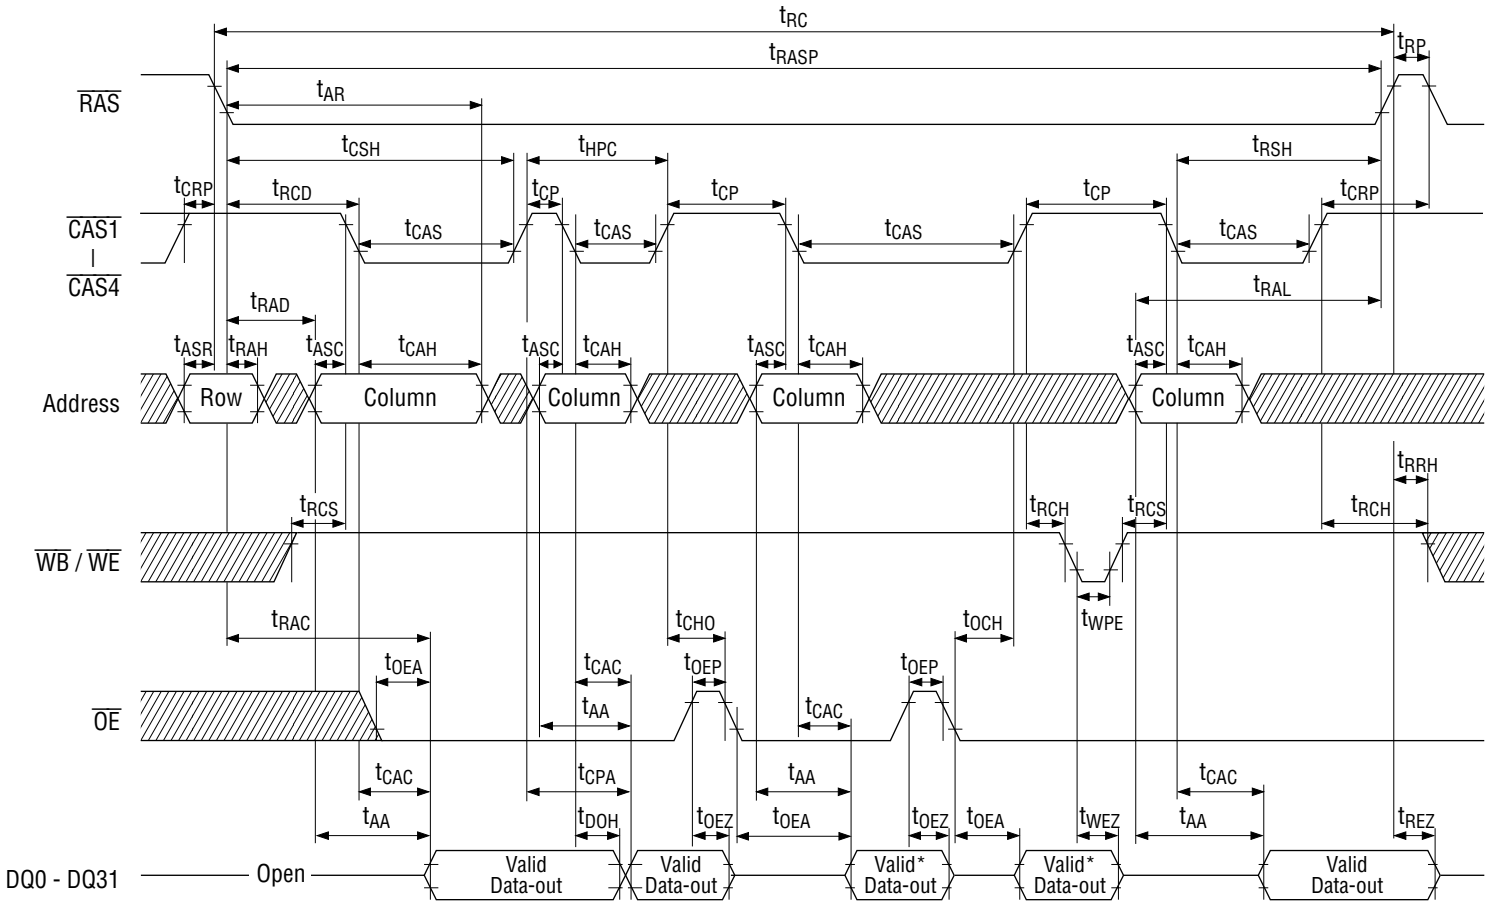 tRC
tRASP
tRP
RAS
tAR
tCSH
tHPC
tRSH
tCRP
tRCD
tCP
tCP
tCP
tCRP
CAS1
|
CAS4
tCAS
tCAS
tCAS
tCAS
tRAD
tRAL
tASR
tRAH
tASC
tCAH
tASC
tCAH
tASC
tCAH
tASC
tCAH
Address
Row
Column
Column
Column
Column
tRRH
tRCS
tRCH
tRCS
tRCH
WB / WE
tWPE
tRAC
tCHO
tOCH
tOEA
tCAC
tOEP
tOEP
OE
tAA
tCAC
tCAC
tCPA
tAA
tCAC
tAA
tDOH
tOEZ
tOEA
tOEZ
tOEA
tWEZ
tAA
tREZ
DQ0 - DQ31
Open
Valid
Data-out
Valid
Data-out
Valid*
Data-out
Valid*
Data-out
Valid
Data-out